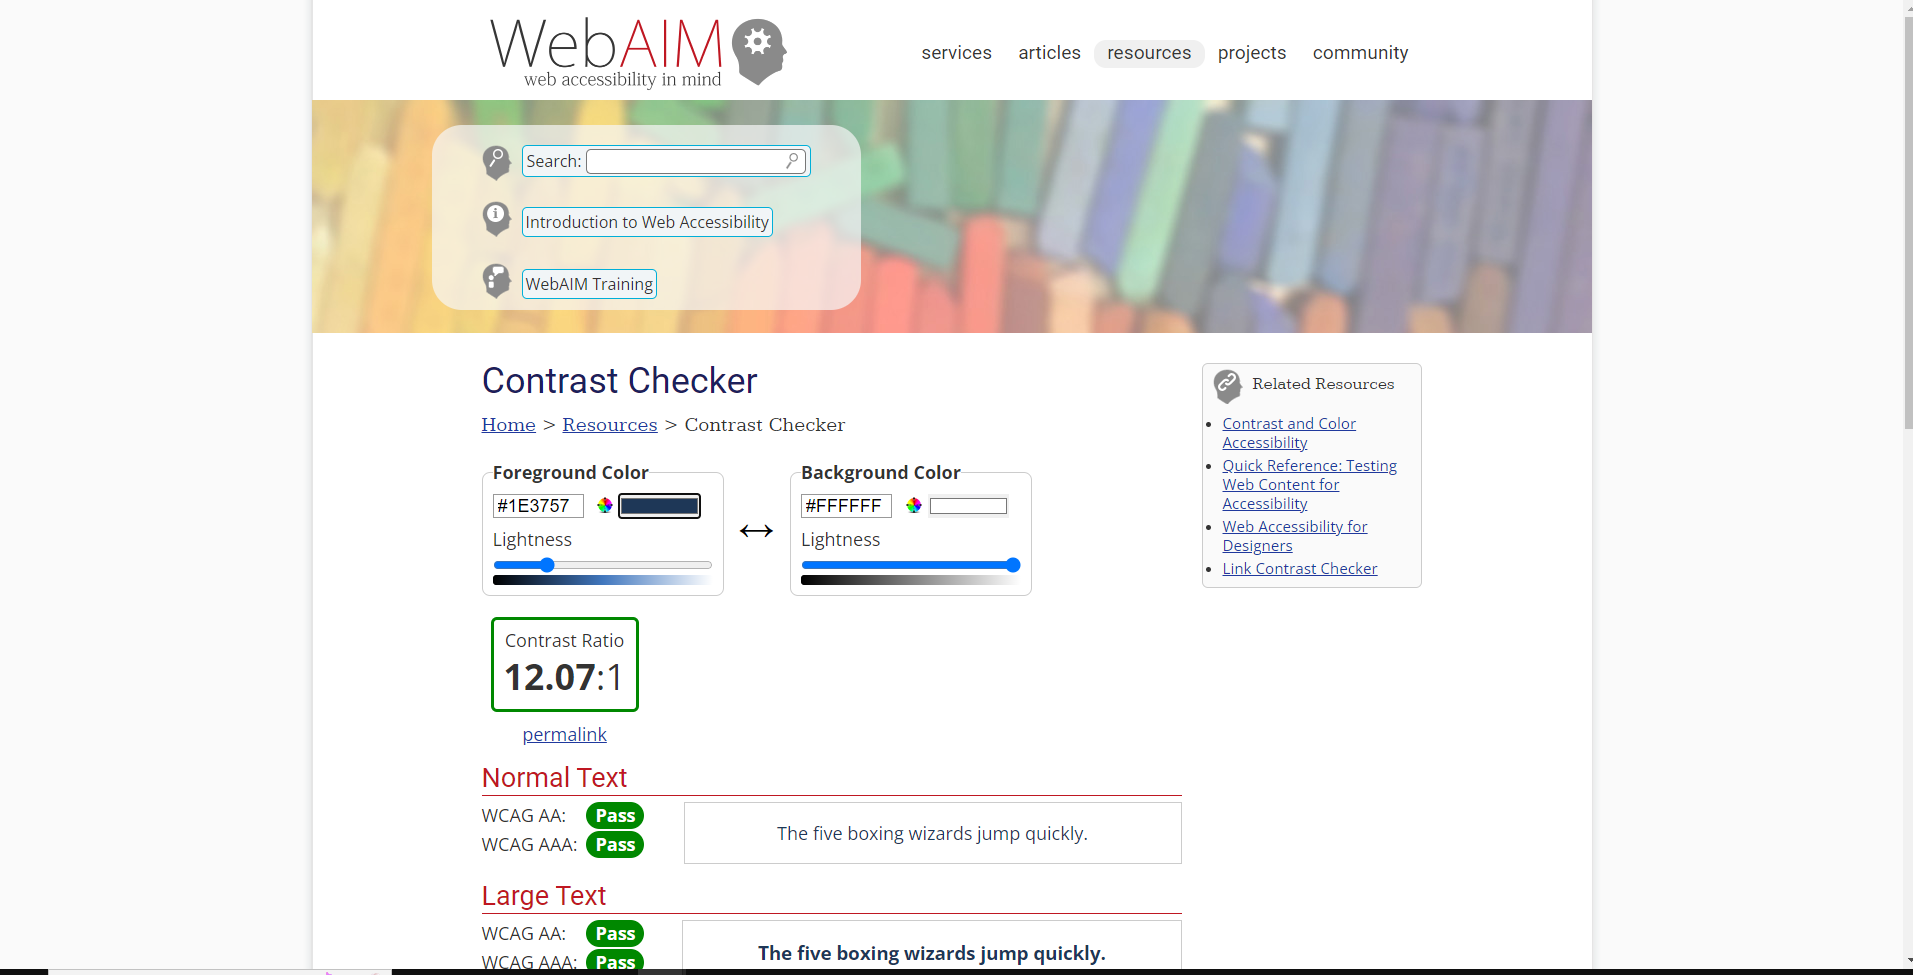 WebAIM
web accessibility in mind
services articles resources projects community
Search:
Introduction to Web Accessibility
WebAIM Training
Contrast Checker
Home > Resources > Contrast Checker
Foreground Color
#1E3757
Lightness
Background Color
#FFFFFF
Lightness
Contrast Ratio
12.07:1
permalink
Normal Text
WCAG AA: Pass
WCAG AAA: Pass
The five boxing wizards jump quickly.
Large Text
WCAG AA: Pass
WCAG AAA: Pass
The five boxing wizards jump quickly.
Related Resources
Contrast and Color
Accessibility
Quick Reference: Testing
Web Content for
Accessibility
Web Accessibility for
Designers
Link Contrast Checker